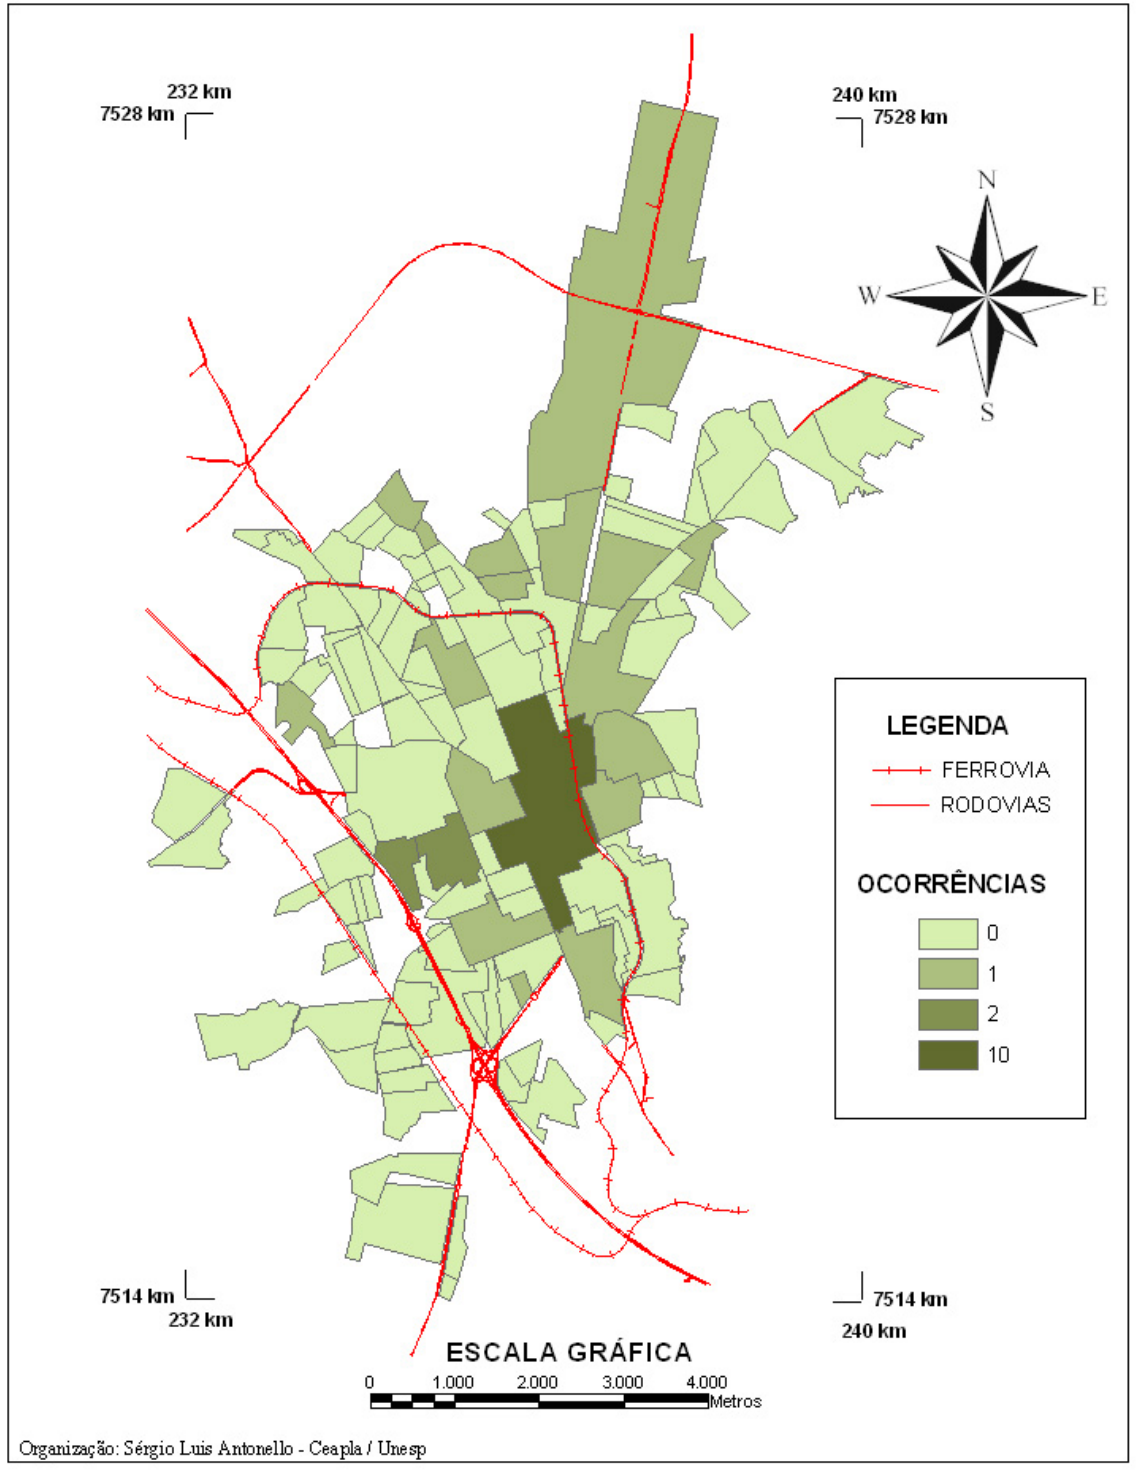 232 km
7528 km
240 km
7528 km
N
W
E
S
LEGENDA
FERROVIA
RODOVIAS
OCORRÊNCIAS
0
1
2
10
7514 km
232 km
7514 km
240 km
ESCALA GRÁFICA
0 1.000 2.000 3.000 4.000
Metros
Organização: Sérgio Luis Antonello - Ceapla / Unesp